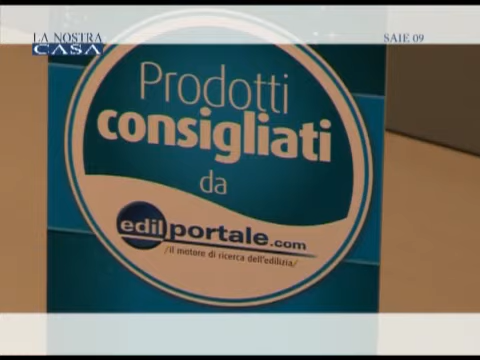 LA NOSTRA
CASA
SAIE 09
Prodotti
consigliati
da
edilportale.com
/il motore di ricerca dell'edilizia/